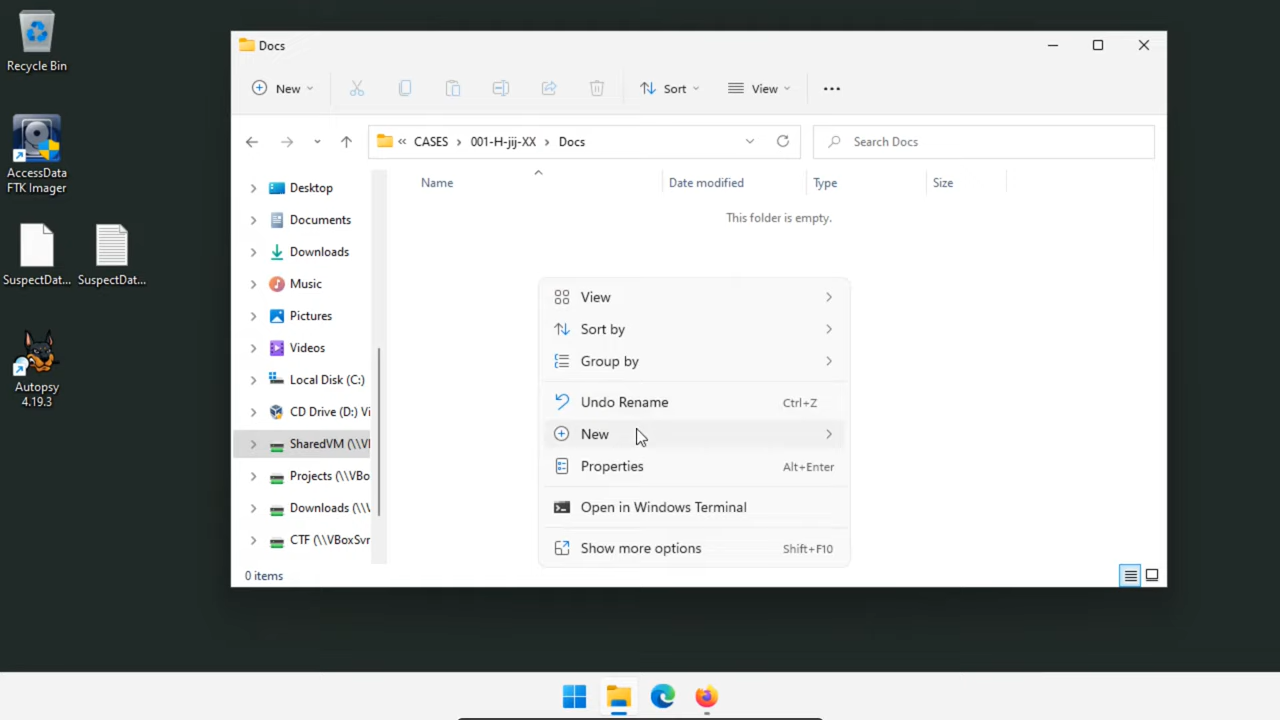 Recycle Bin
AccessData
FTK Imager
SuspectDat...
SuspectDat...
Autopsy
4.19.3
Docs
New
Sort
View
« CASES › 001-H-jij-XX › Docs
Search Docs
Name
Date modified
Type
Size
This folder is empty.
Desktop
Documents
Downloads
Music
Pictures
Videos
Local Disk (C:)
CD Drive (D:) Vi
SharedVM (\\VI
Projects (\\VBo
Downloads (\\V
CTF (\\VBoxSvr
View
Sort by
Group by
Undo Rename Ctrl+Z
New
Properties Alt+Enter
Open in Windows Terminal
Show more options Shift+F10
0 items